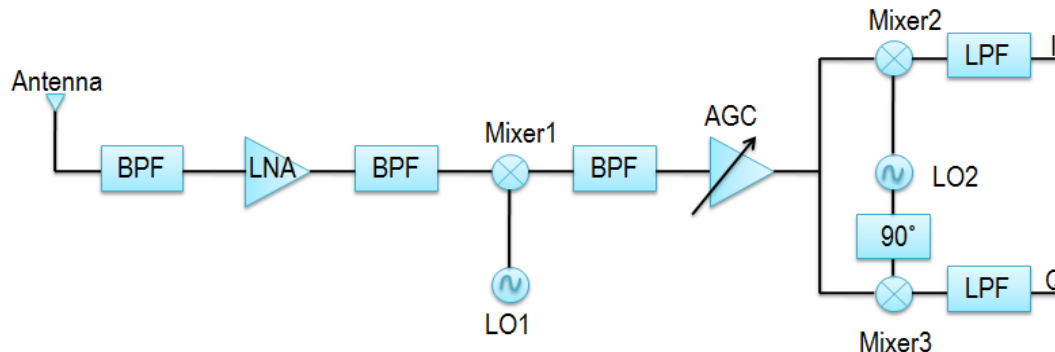 Mixer2
I
LPF
Antenna
AGC
Mixer1
BPF
LNA
BPF
BPF
LO2
90°
LPF
Q
LO1
Mixer3